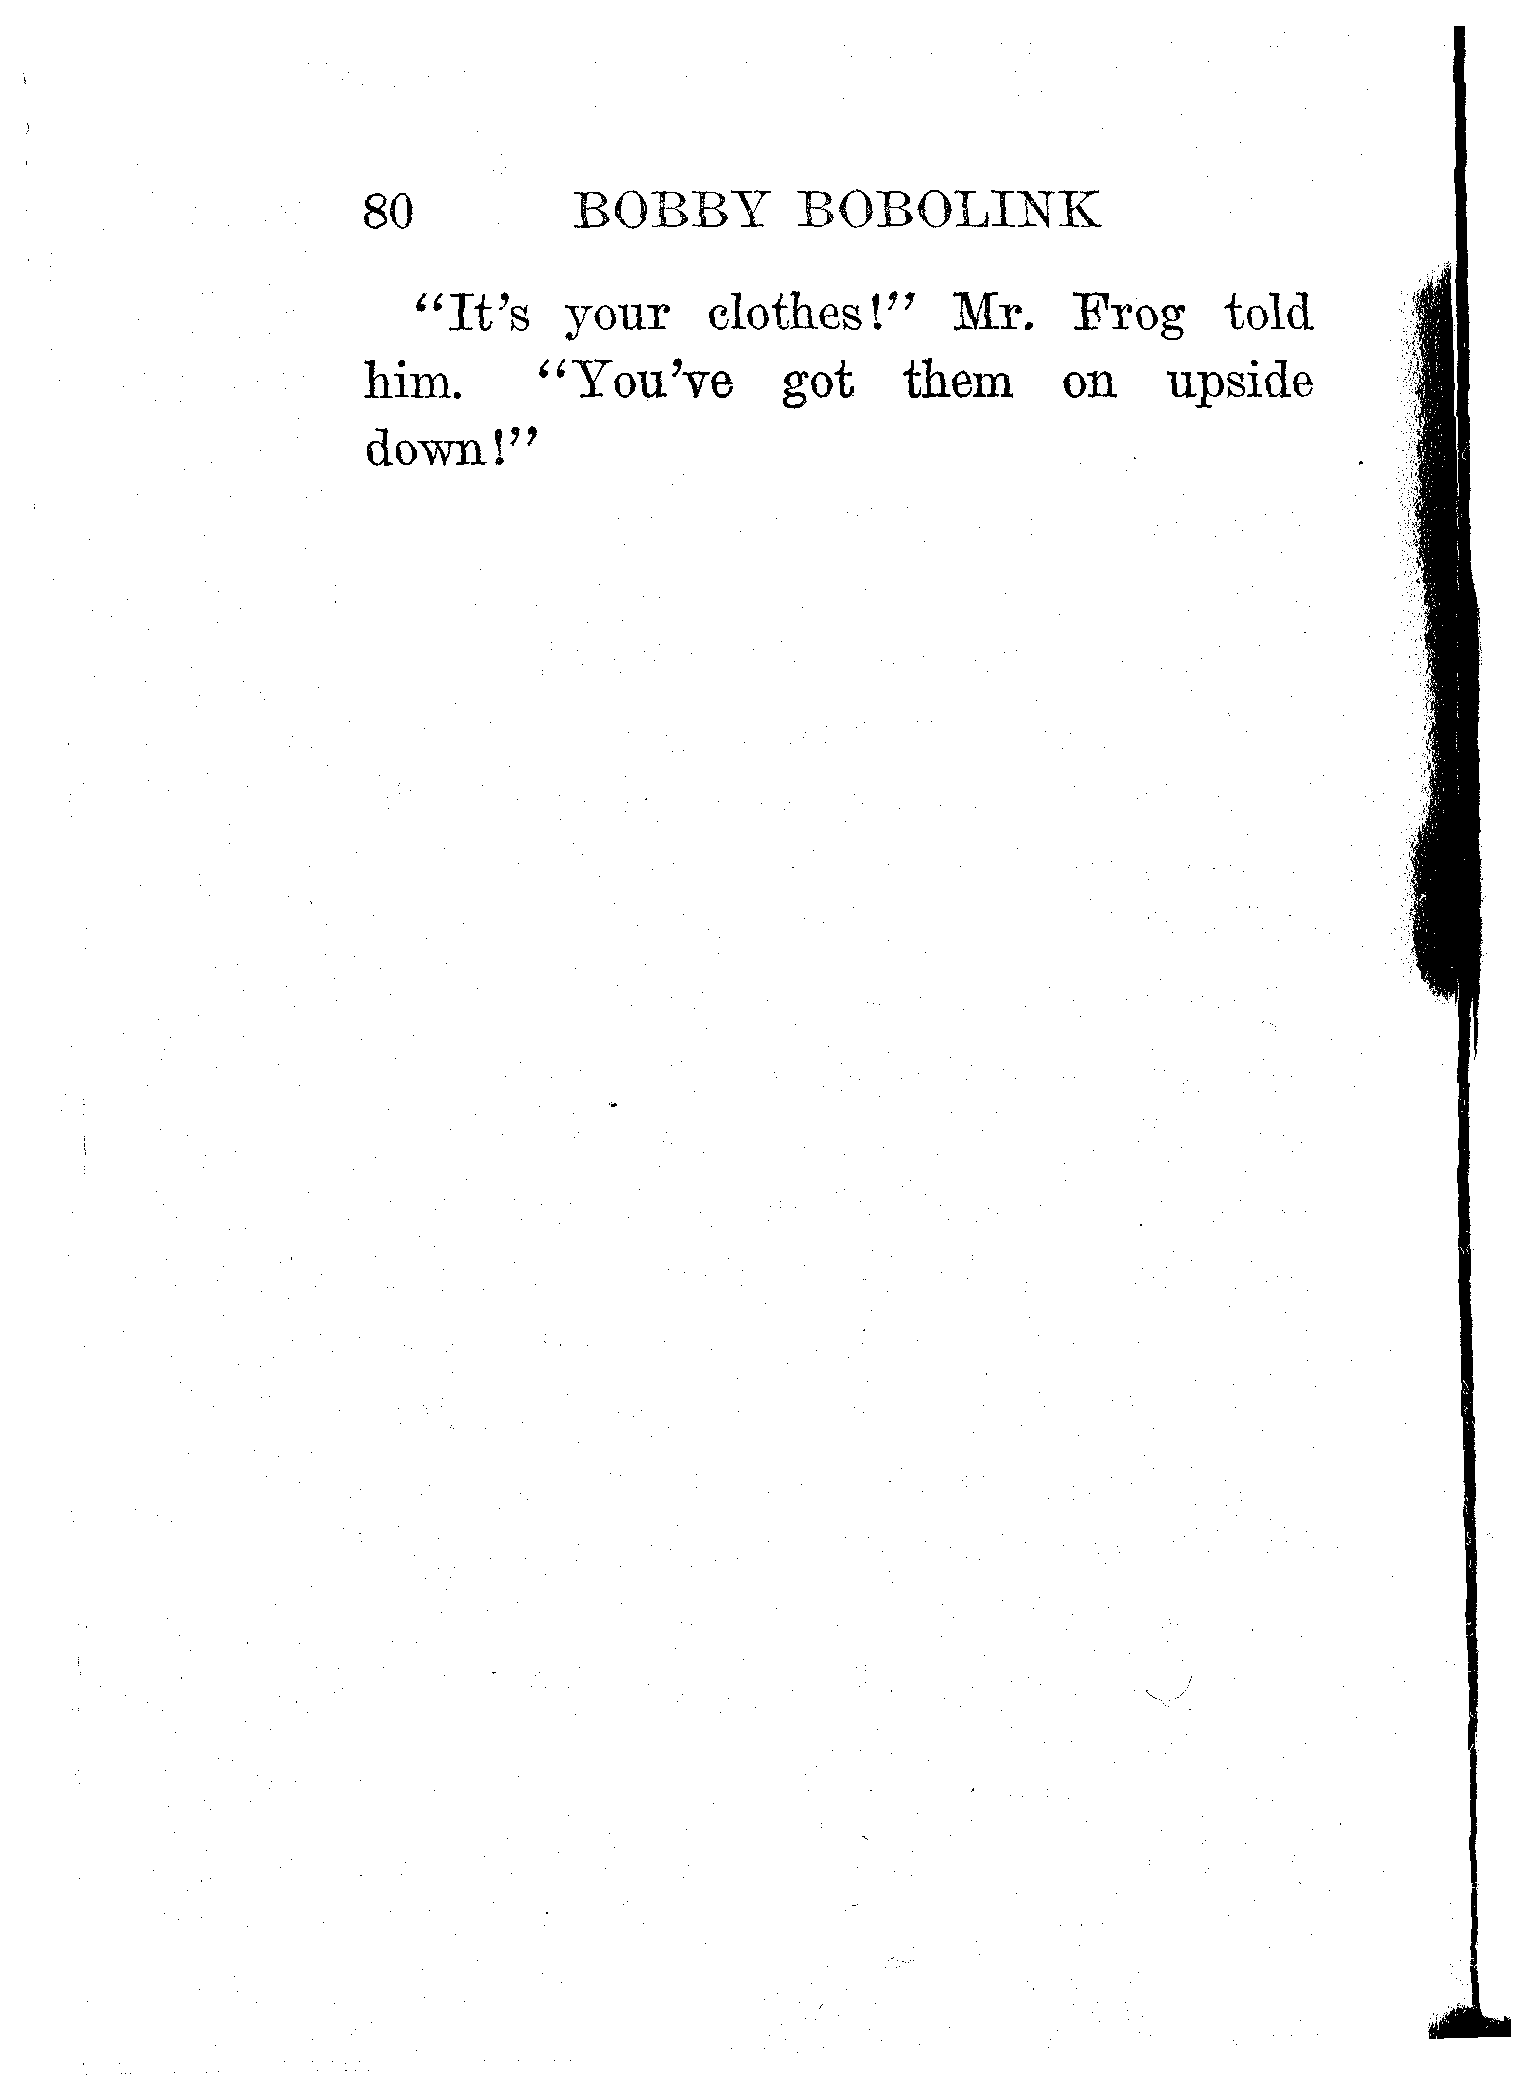 80 BOBBY BOBOLINK
“It’s your clothes!” Mr. Frog told
him. “You’ve got them on upside
down!”